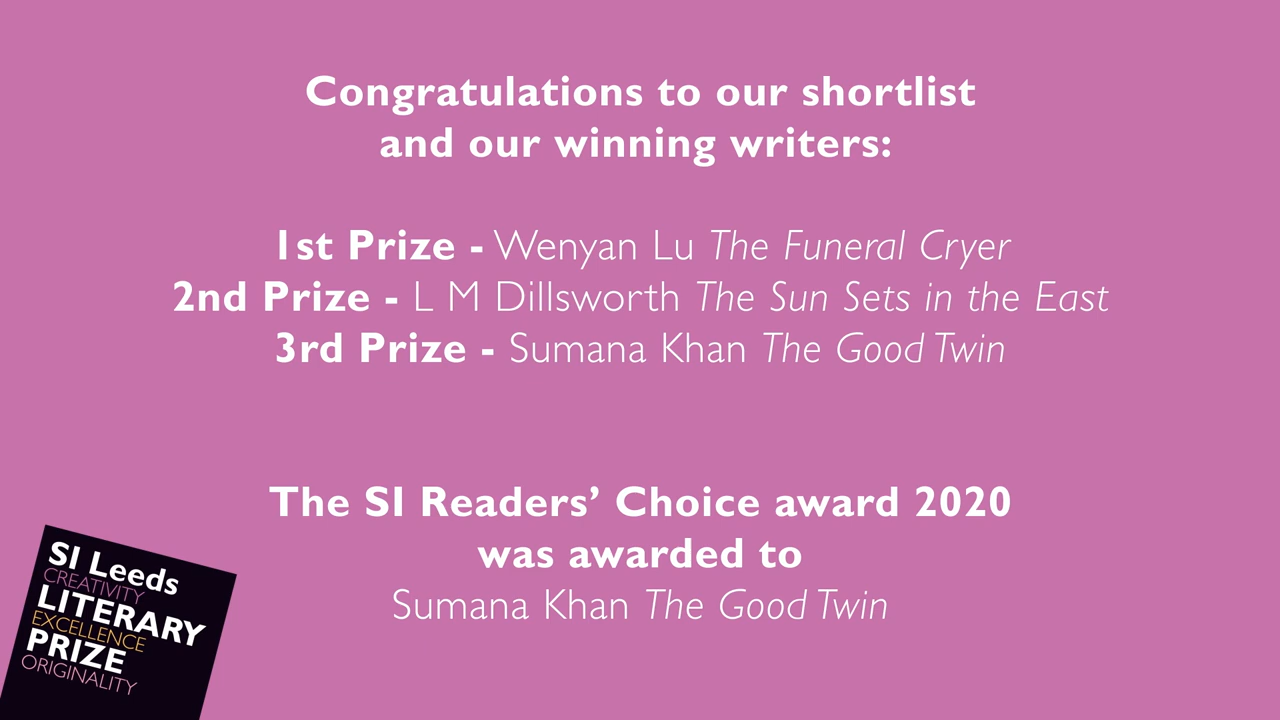 Congratulations to our shortlist
and our winning writers:
1st Prize - Wenyan Lu The Funeral Cryer
2nd Prize - L M Dillsworth The Sun Sets in the East
3rd Prize - Sumana Khan The Good Twin
The SI Readers’ Choice award 2020
was awarded to
Sumana Khan The Good Twin
SI Leeds
CREATIVITY
LITERARY
EXCELLENCE
PRIZE
ORIGINALITY